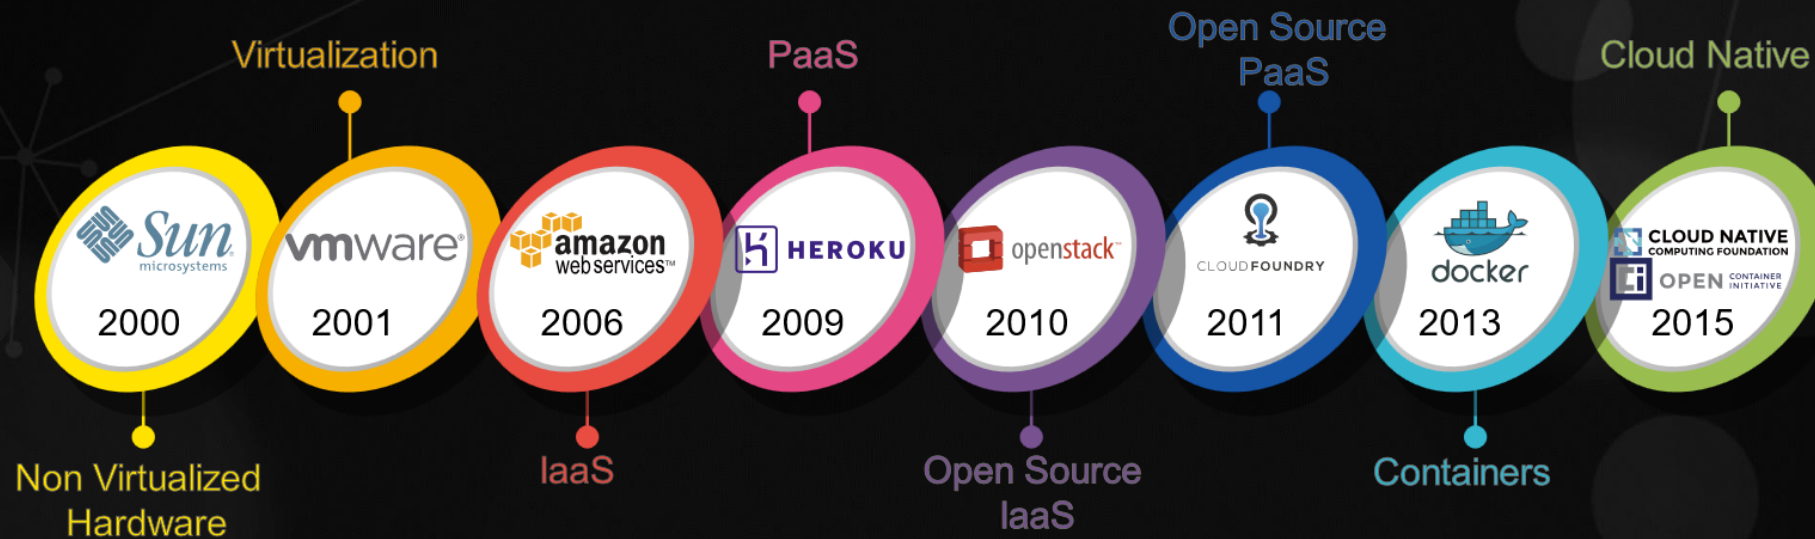 Virtualization
PaaS
Open Source
PaaS
Cloud Native
Sun
microsystems
2000
vmware®
2001
amazon
web services™
2006
HEROKU
2009
openstack™
2010
CLOUD FOUNDRY
2011
docker
2013
CLOUD NATIVE
COMPUTING FOUNDATION
OPEN CONTAINER
INITIATIVE
2015
Non Virtualized
Hardware
IaaS
Open Source
IaaS
Containers